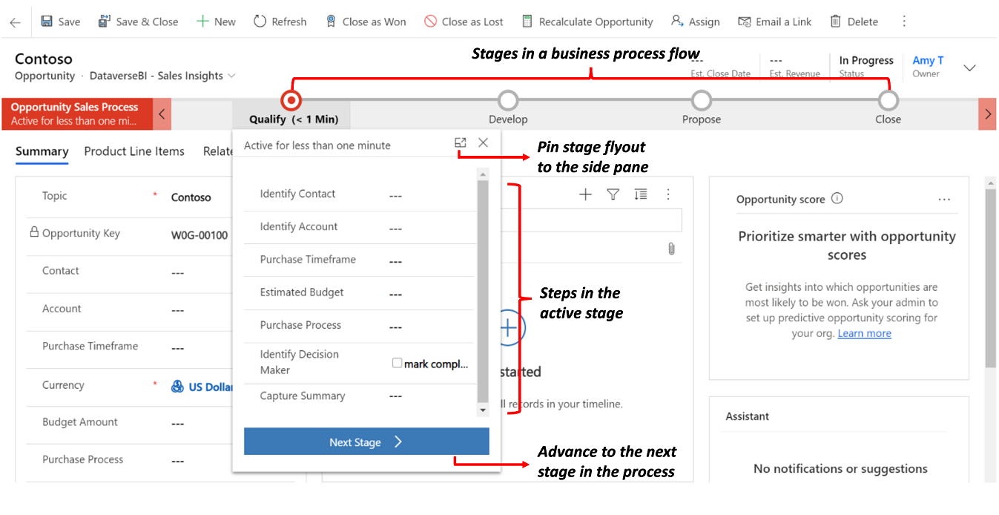 Save
Save & Close
New
Refresh
Close as Won
Close as Lost
Recalculate Opportunity
Assign
Email a Link
Delete
Contoso
Opportunity · DataverseBI - Sales Insights
Stages in a business process flow
---
Est. Close Date
---
Est. Revenue
In Progress
Status
Amy T
Owner
Opportunity Sales Process
Active for less than one mi...
Qualify (< 1 Min)
Develop
Propose
Close
Summary
Product Line Items
Relate
Active for less than one minute
Pin stage flyout
to the side pane
Topic * Contoso
Opportunity Key W0G-00100
Contact ---
Account ---
Purchase Timeframe ---
Currency * US Dollar
Budget Amount ---
Purchase Process ---
Identify Contact ---
Identify Account ---
Purchase Timeframe ---
Estimated Budget ---
Purchase Process ---
Identify Decision
Maker
mark compl...
Capture Summary ---
Next Stage
Steps in the
active stage
started
ll records in your timeline.
Advance to the next
stage in the process
Opportunity score
Prioritize smarter with opportunity
scores
Get insights into which opportunities are
most likely to be won. Ask your admin to
set up predictive opportunity scoring for
your org. Learn more
Assistant
No notifications or suggestions